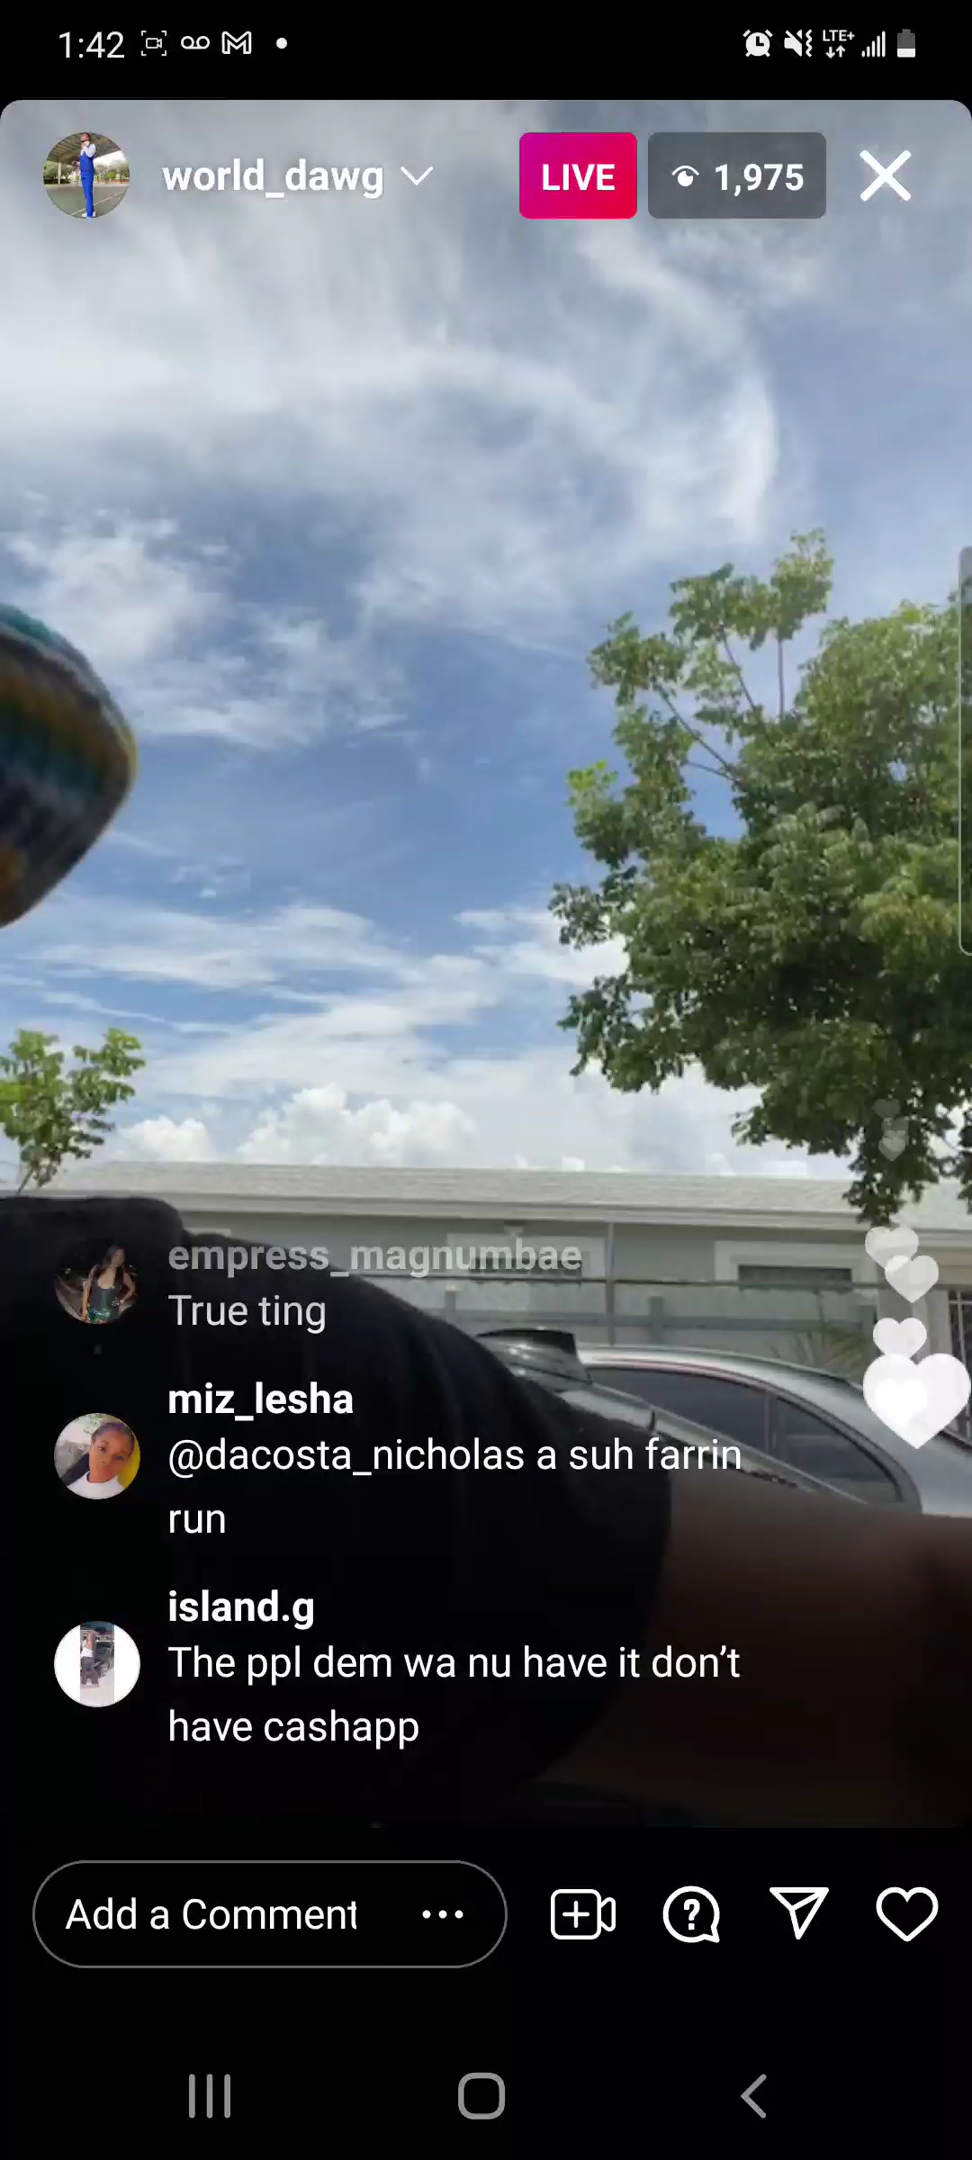 1:42
LTE+
world_dawg
LIVE
1,975
empress_magnumbae
True ting
miz_lesha
@dacosta_nicholas a suh farrin
run
island.g
The ppl dem wa nu have it don't
have cashapp
Add a Comment